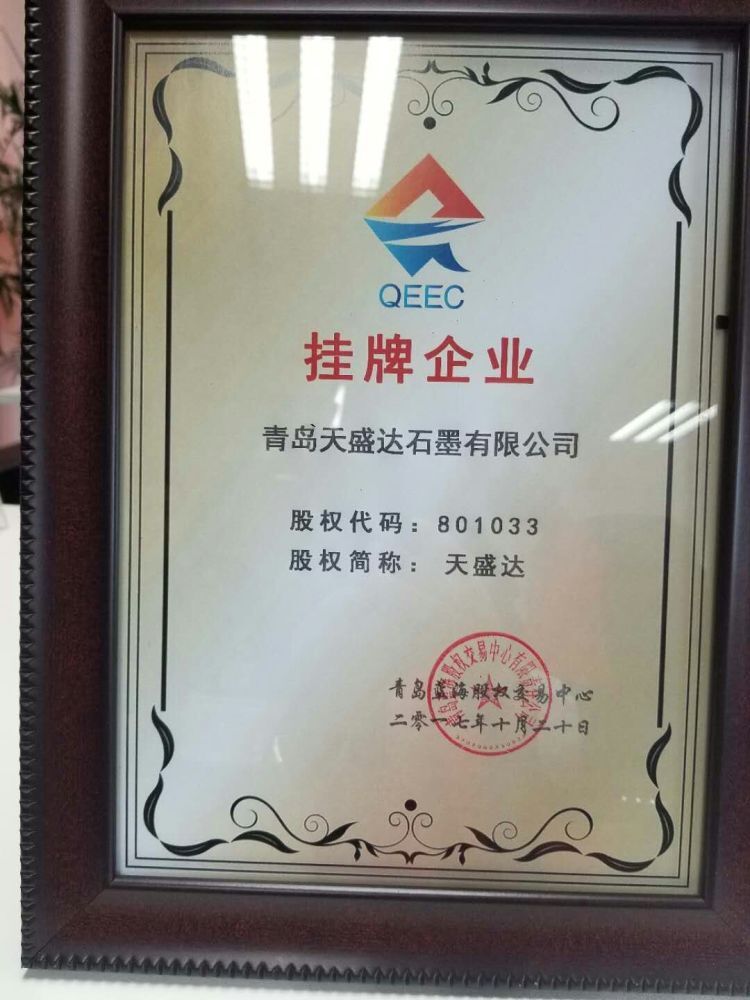 QEEC
挂牌企业
青岛天盛达石墨有限公司
股权代码：801033
股权简称： 天盛达
青岛蓝海股权交易中心
二零一七年十月二十日